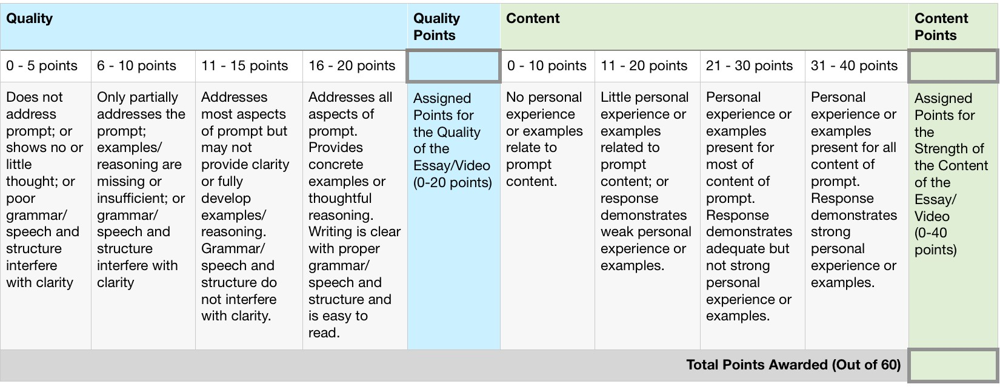 Quality
Quality
Points
Content
Content
Points
0 - 5 points
6 - 10 points
11 - 15 points
16 - 20 points
0 - 10 points
11 - 20 points
21 - 30 points
31 - 40 points
Does not
address
prompt; or
shows no or
little
thought; or
poor
grammar/
speech and
structure
interfere
with clarity
Only partially
addresses the
prompt;
examples/
reasoning are
missing or
insufficient; or
grammar/
speech and
structure
interfere with
clarity
Addresses
most aspects
of prompt but
may not
provide clarity
or fully
develop
examples/
reasoning.
Grammar/
speech and
structure do
not interfere
with clarity.
Addresses all
aspects of
prompt.
Provides
concrete
examples or
thoughtful
reasoning.
Writing is clear
with proper
grammar/
speech and
structure and
is easy to
read.
Assigned
Points for
the Quality
of the
Essay/Video
(0-20 points)
No personal
experience
or examples
relate to
prompt
content.
Little personal
experience or
examples
related to
prompt
content; or
response
demonstrates
weak personal
experience or
examples.
Personal
experience or
examples
present for
most of
content of
prompt.
Response
demonstrates
adequate but
not strong
personal
experience or
examples.
Personal
experience or
examples
present for all
content of
prompt.
Response
demonstrates
strong
personal
experience or
examples.
Assigned
Points for
the
Strength of
the Content
of the
Essay/
Video
(0-40
points)
Total Points Awarded (Out of 60)